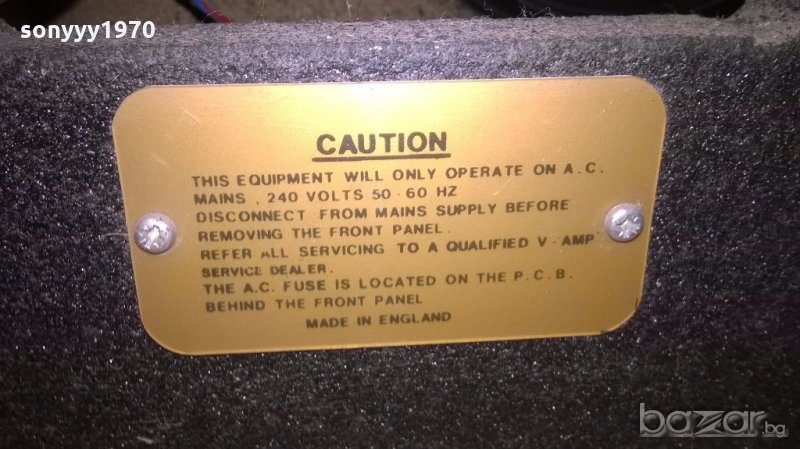 sonyyy1970
CAUTION
THIS EQUIPMENT WILL ONLY OPERATE ON A.C.
MAINS . 240 VOLTS 50 - 60 HZ
DISCONNECT FROM MAINS SUPPLY BEFORE
REMOVING THE FRONT PANEL.
REFER ALL SERVICING TO A QUALIFIED V-AMP
SERVICE DEALER.
THE A.C. FUSE IS LOCATED ON THE P.C.B.
BEHIND THE FRONT PANEL
MADE IN ENGLAND
bazar.bg